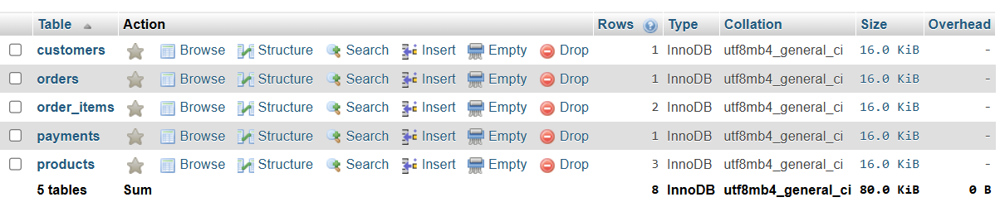 Table Action Rows Type Collation Size Overhead
customers Browse Structure Search Insert Empty Drop 1 InnoDB utf8mb4_general_ci 16.0 KiB -
orders Browse Structure Search Insert Empty Drop 1 InnoDB utf8mb4_general_ci 16.0 KiB -
order_items Browse Structure Search Insert Empty Drop 2 InnoDB utf8mb4_general_ci 16.0 KiB -
payments Browse Structure Search Insert Empty Drop 1 InnoDB utf8mb4_general_ci 16.0 KiB -
products Browse Structure Search Insert Empty Drop 3 InnoDB utf8mb4_general_ci 16.0 KiB -
5 tables Sum 8 InnoDB utf8mb4_general_ci 80.0 KiB 0 B